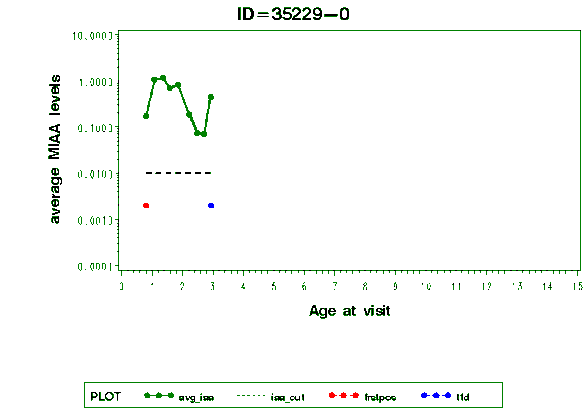 ID=35229-0
average MIAA levels
10.0000
1.0000
0.1000
0.0100
0.0010
0.0001
0 1 2 3 4 5 6 7 8 9 10 11 12 13 14 15
Age at visit
PLOT avg_iaa iaa_cut frstpos t1d